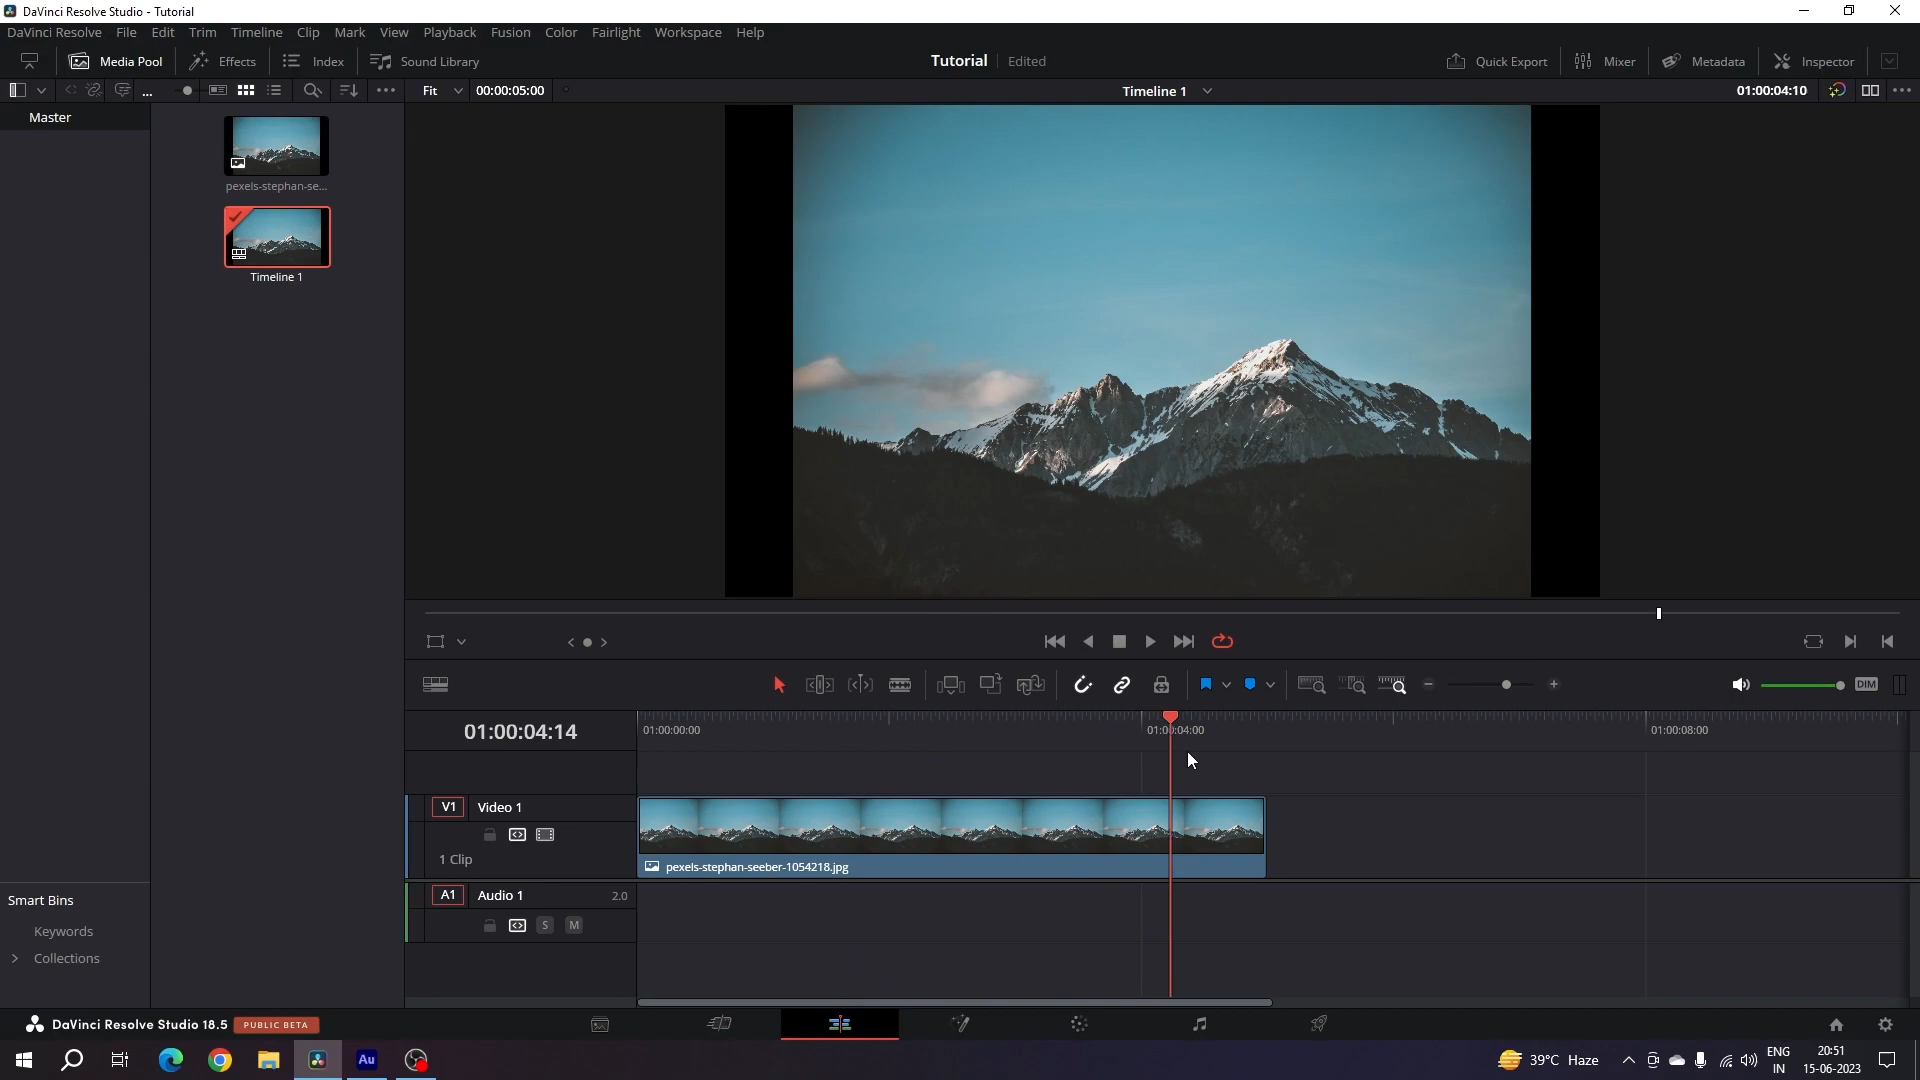 DaVinci Resolve Studio - Tutorial
DaVinci Resolve File Edit Trim Timeline Clip Mark View Playback Fusion Color Fairlight Workspace Help
Media Pool Effects Index Sound Library Tutorial Edited Quick Export Mixer Metadata Inspector
Fit 00:00:05:00 Timeline 1 01:00:04:10
Master
pexels-stephan-se...
Timeline 1
DIM
01:00:04:14 01:00:00:00 01:00:04:00 01:00:08:00
V1 Video 1
1 Clip
pexels-stephan-seeber-1054218.jpg
A1 Audio 1 2.0
S M
Smart Bins
Keywords
Collections
DaVinci Resolve Studio 18.5 PUBLIC BETA
Au 39°C Haze ENG IN 20:51 15-06-2023